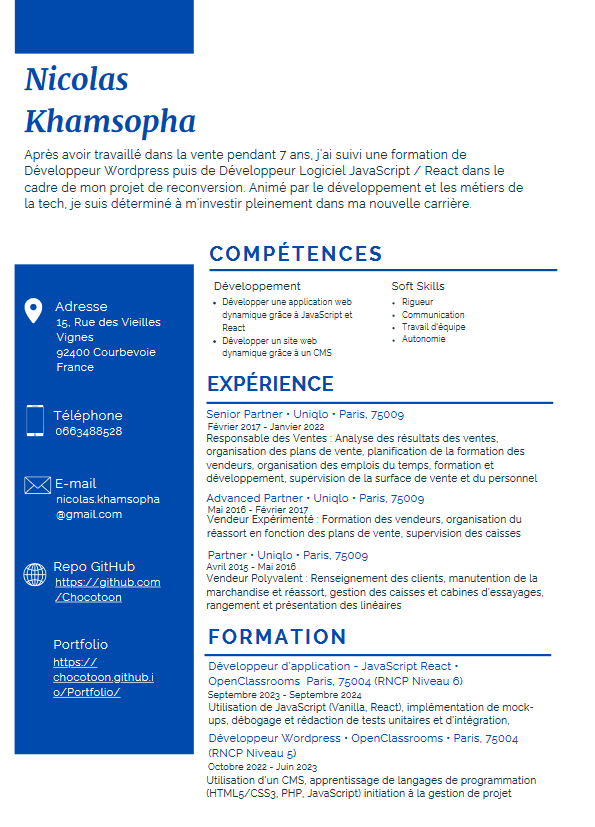 Nicolas
Khamsopha
Après avoir travaillé dans la vente pendant 7 ans, j'ai suivi une formation de
Développeur Wordpress puis de Développeur Logiciel JavaScript / React dans le
cadre de mon projet de reconversion. Animé par le développement et les métiers de
la tech, je suis déterminé à m'investir pleinement dans ma nouvelle carrière.
Adresse
15, Rue des Vieilles
Vignes
92400 Courbevoie
France
Téléphone
0663488528
E-mail
nicolas.khamsopha
@gmail.com
Repo GitHub
https://github.com
/Chocotoon
Portfolio
https://
chocotoon.github.i
o/Portfolio/
COMPÉTENCES
Développement
• Développer une application web
dynamique grâce à JavaScript et
React
• Développer un site web
dynamique grâce à un CMS
Soft Skills
• Rigueur
• Communication
• Travail d'équipe
• Autonomie
EXPÉRIENCE
Senior Partner • Uniqlo • Paris, 75009
Février 2017 - Janvier 2022
Responsable des Ventes : Analyse des résultats des ventes,
organisation des plans de vente, planification de la formation des
vendeurs, organisation des emplois du temps, formation et
développement, supervision de la surface de vente et du personnel
Advanced Partner • Uniqlo • Paris, 75009
Mai 2016 - Février 2017
Vendeur Expérimenté : Formation des vendeurs, organisation du
réassort en fonction des plans de vente, supervision des caisses
Partner • Uniqlo • Paris, 75009
Avril 2015 - Mai 2016
Vendeur Polyvalent : Renseignement des clients, manutention de la
marchandise et réassort, gestion des caisses et cabines d'essayages,
rangement et présentation des linéaires
FORMATION
Développeur d'application - JavaScript React •
OpenClassrooms Paris, 75004 (RNCP Niveau 6)
Septembre 2023 - Septembre 2024
Utilisation de JavaScript (Vanilla, React), implémentation de mock-
ups, débogage et rédaction de tests unitaires et d'intégration,
Développeur Wordpress • OpenClassrooms • Paris, 75004
(RNCP Niveau 5)
Octobre 2022 - Juin 2023
Utilisation d'un CMS, apprentissage de langages de programmation
(HTML5/CSS3, PHP, JavaScript) initiation à la gestion de projet